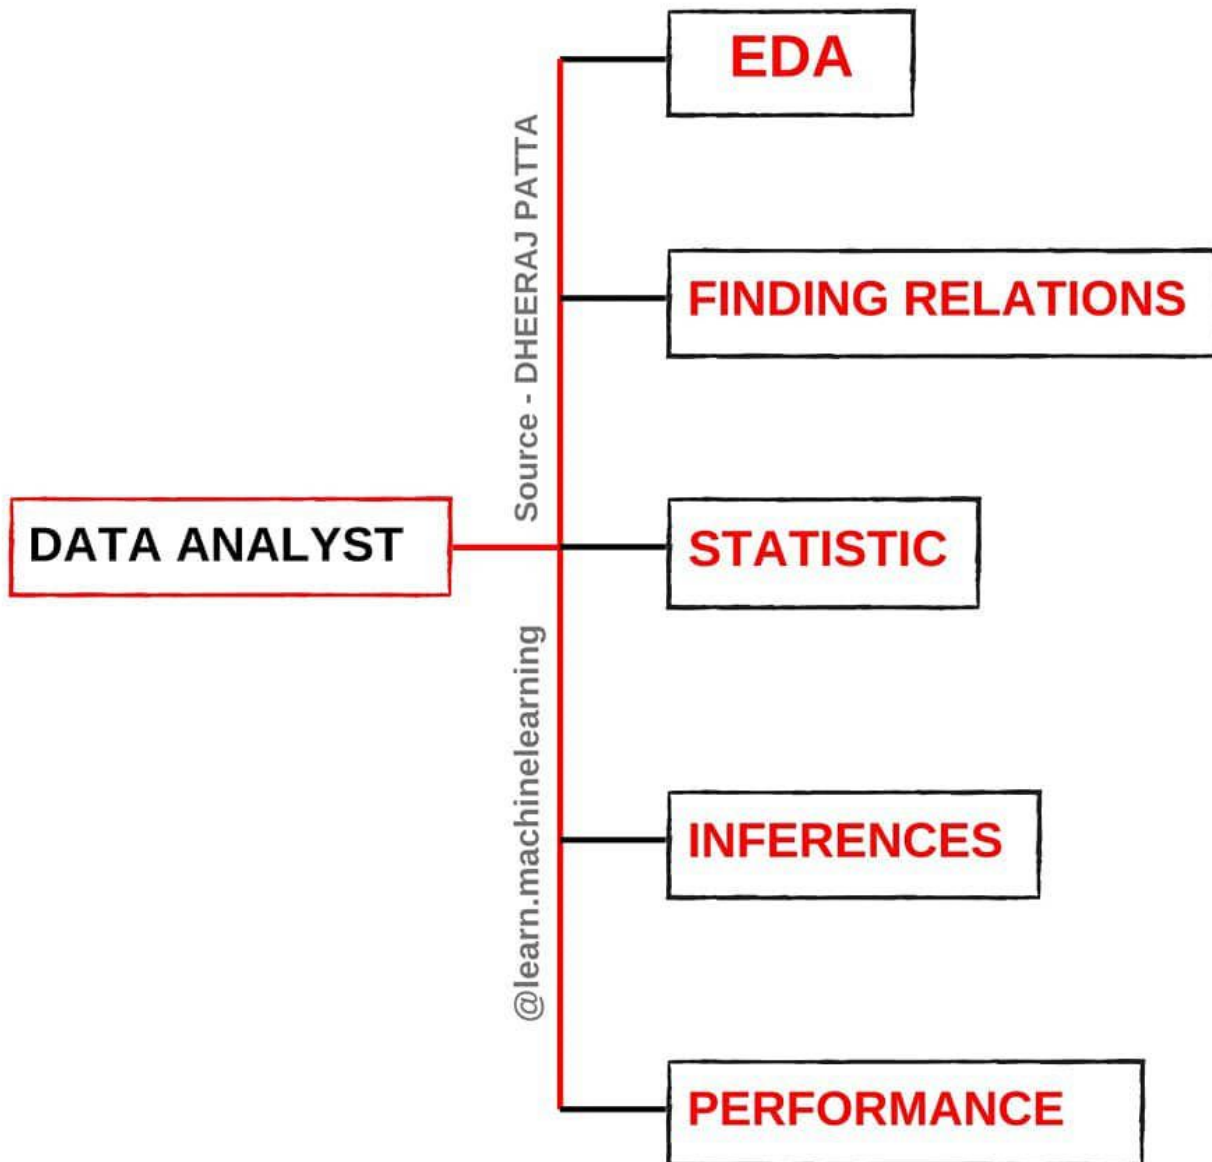 EDA
Source - DHEERAJ PATTA
FINDING RELATIONS
DATA ANALYST
STATISTIC
@learn.machinelearning
INFERENCES
PERFORMANCE